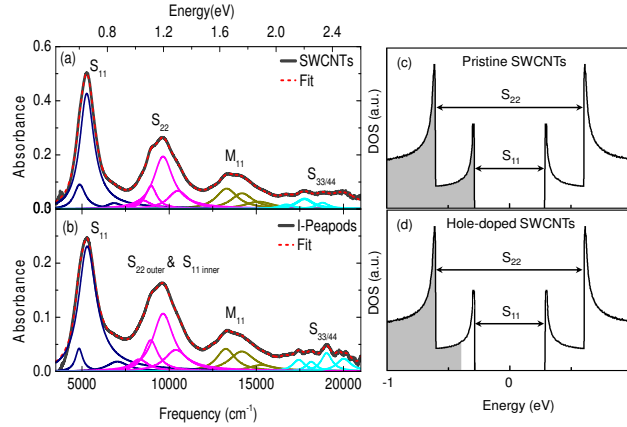 Energy(eV)
0.8 1.2 1.6 2.0 2.4
(a)
S11
SWCNTs
Fit
S22
M11
S33/44
Absorbance
0.6
0.4
0.2
0.0
(b)
S11
I-Peapods
Fit
S22 outer & S11 inner
M11
S33/44
Absorbance
0.3
0.2
0.1
0.0
5000 10000 15000 20000
Frequency (cm-1)
(c) Pristine SWCNTs
S22
S11
DOS (a.u.)
(d) Hole-doped SWCNTs
S22
S11
DOS (a.u.)
-1 0 1
Energy (eV)